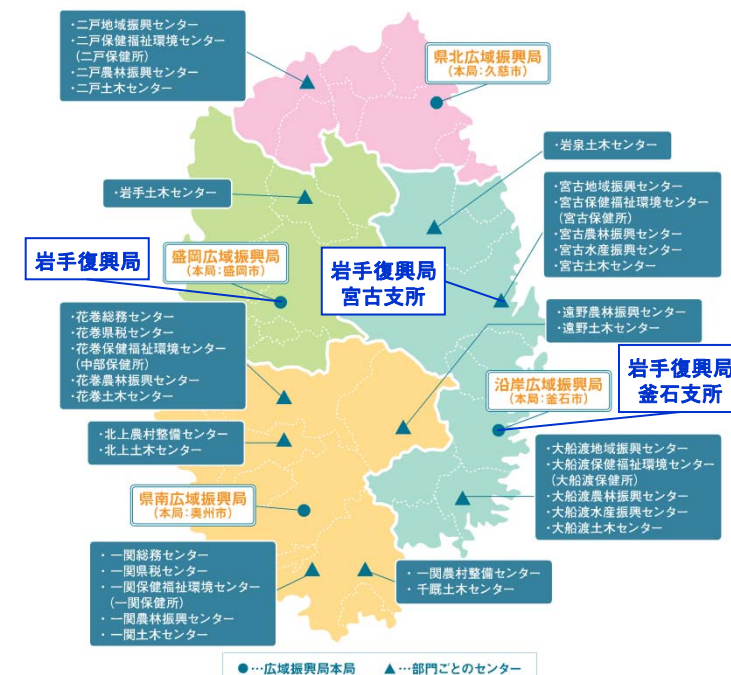 ・二戸地域振興センター
・二戸保健福祉環境センター
(二戸保健所)
・二戸農林振興センター
・二戸土木センター
県北広域振興局
(本局:久慈市)
・岩泉土木センター
・岩手土木センター
・宮古地域振興センター
・宮古保健福祉環境センター
(宮古保健所)
・宮古農林振興センター
・宮古水産振興センター
・宮古土木センター
岩手復興局
盛岡広域振興局
(本局:盛岡市)
岩手復興局
宮古支所
・遠野農林振興センター
・遠野土木センター
・花巻総務センター
・花巻県税センター
・花巻保健福祉環境センター
(中部保健所)
・花巻農林振興センター
・花巻土木センター
岩手復興局
釜石支所
沿岸広域振興局
(本局:釜石市)
・北上農村整備センター
・北上土木センター
・大船渡地域振興センター
・大船渡保健福祉環境センター
(大船渡保健所)
・大船渡農林振興センター
・大船渡水産振興センター
・大船渡土木センター
県南広域振興局
(本局:奥州市)
・一関総務センター
・一関県税センター
・一関保健福祉環境センター
(一関保健所)
・一関農林振興センター
・一関土木センター
・一関農村整備センター
・千厩土木センター
●…広域振興局本局 ▲…部門ごとのセンター